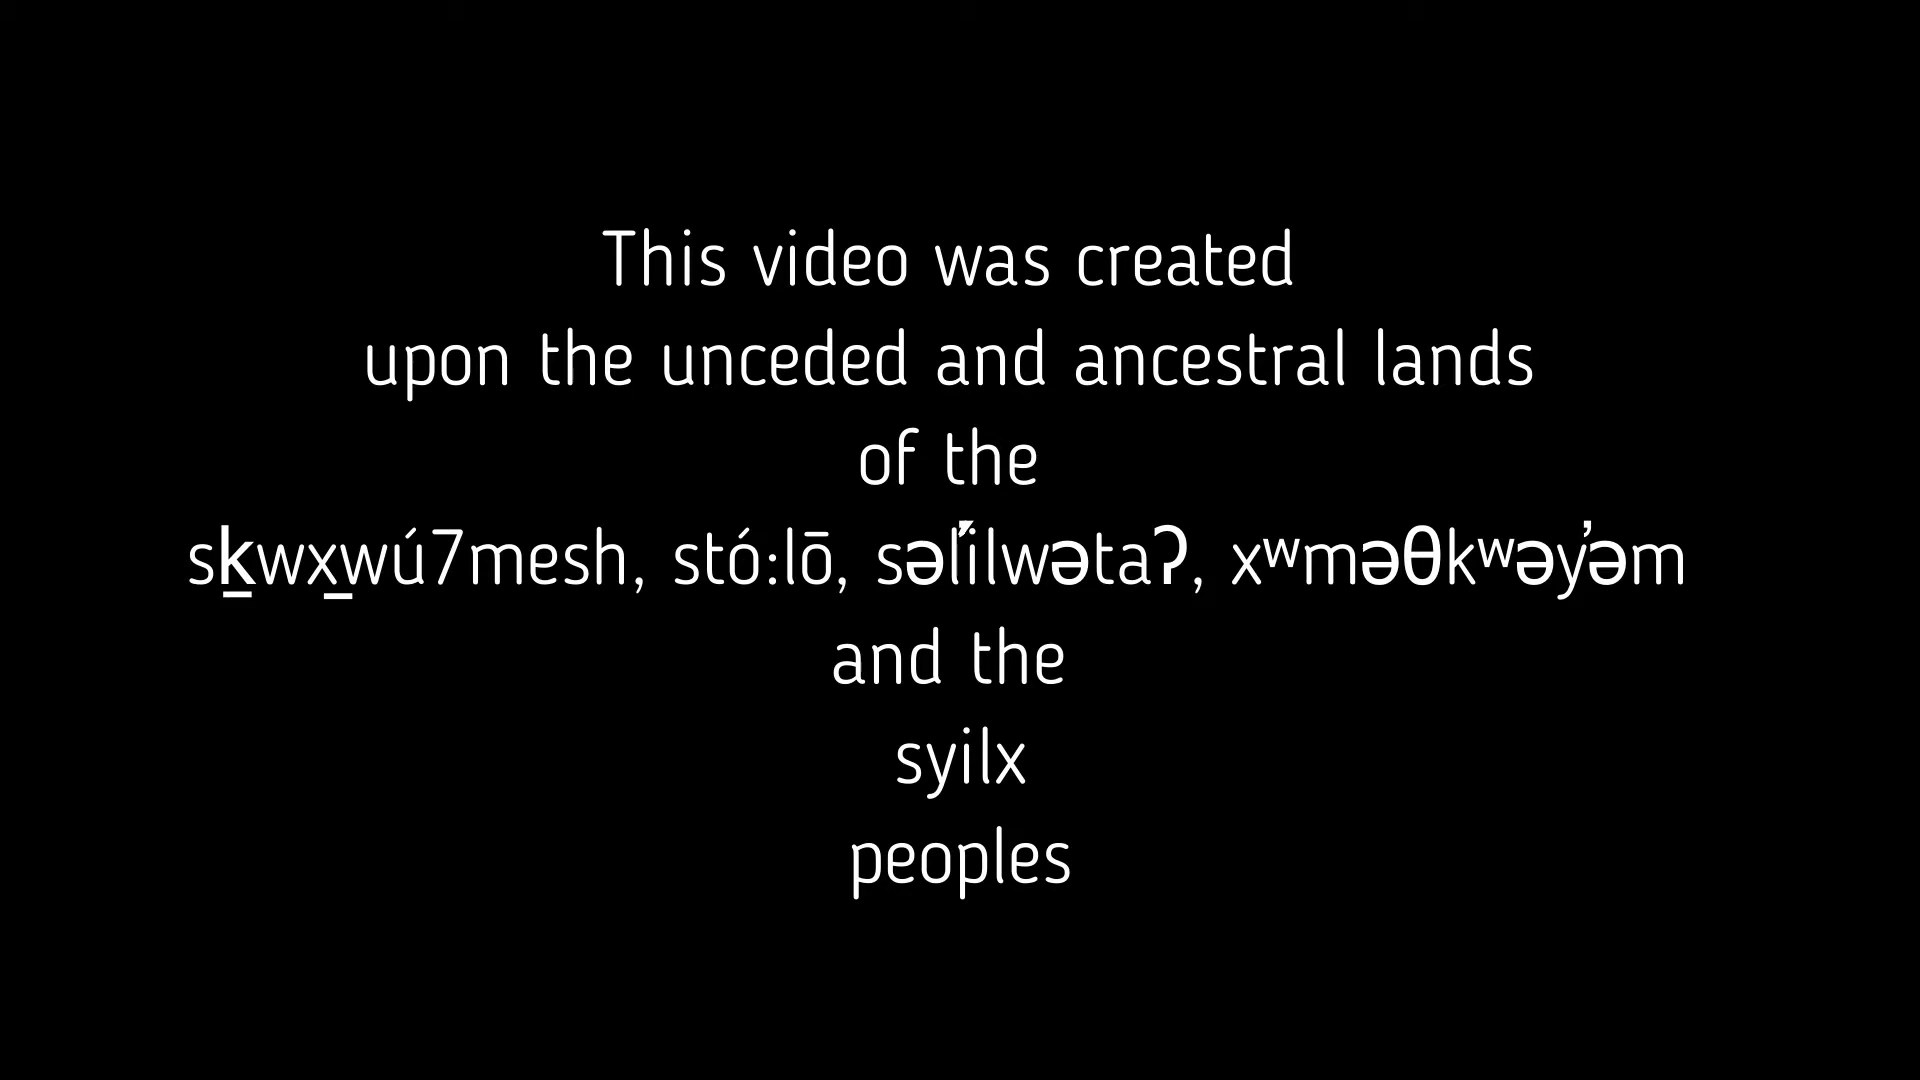 This video was created
upon the unceded and ancestral lands
of the
sḵwx̱wú7mesh, stó:lō, səl̓ílwətaʔ, xʷməθkʷəy̓əm
and the
syilx
peoples